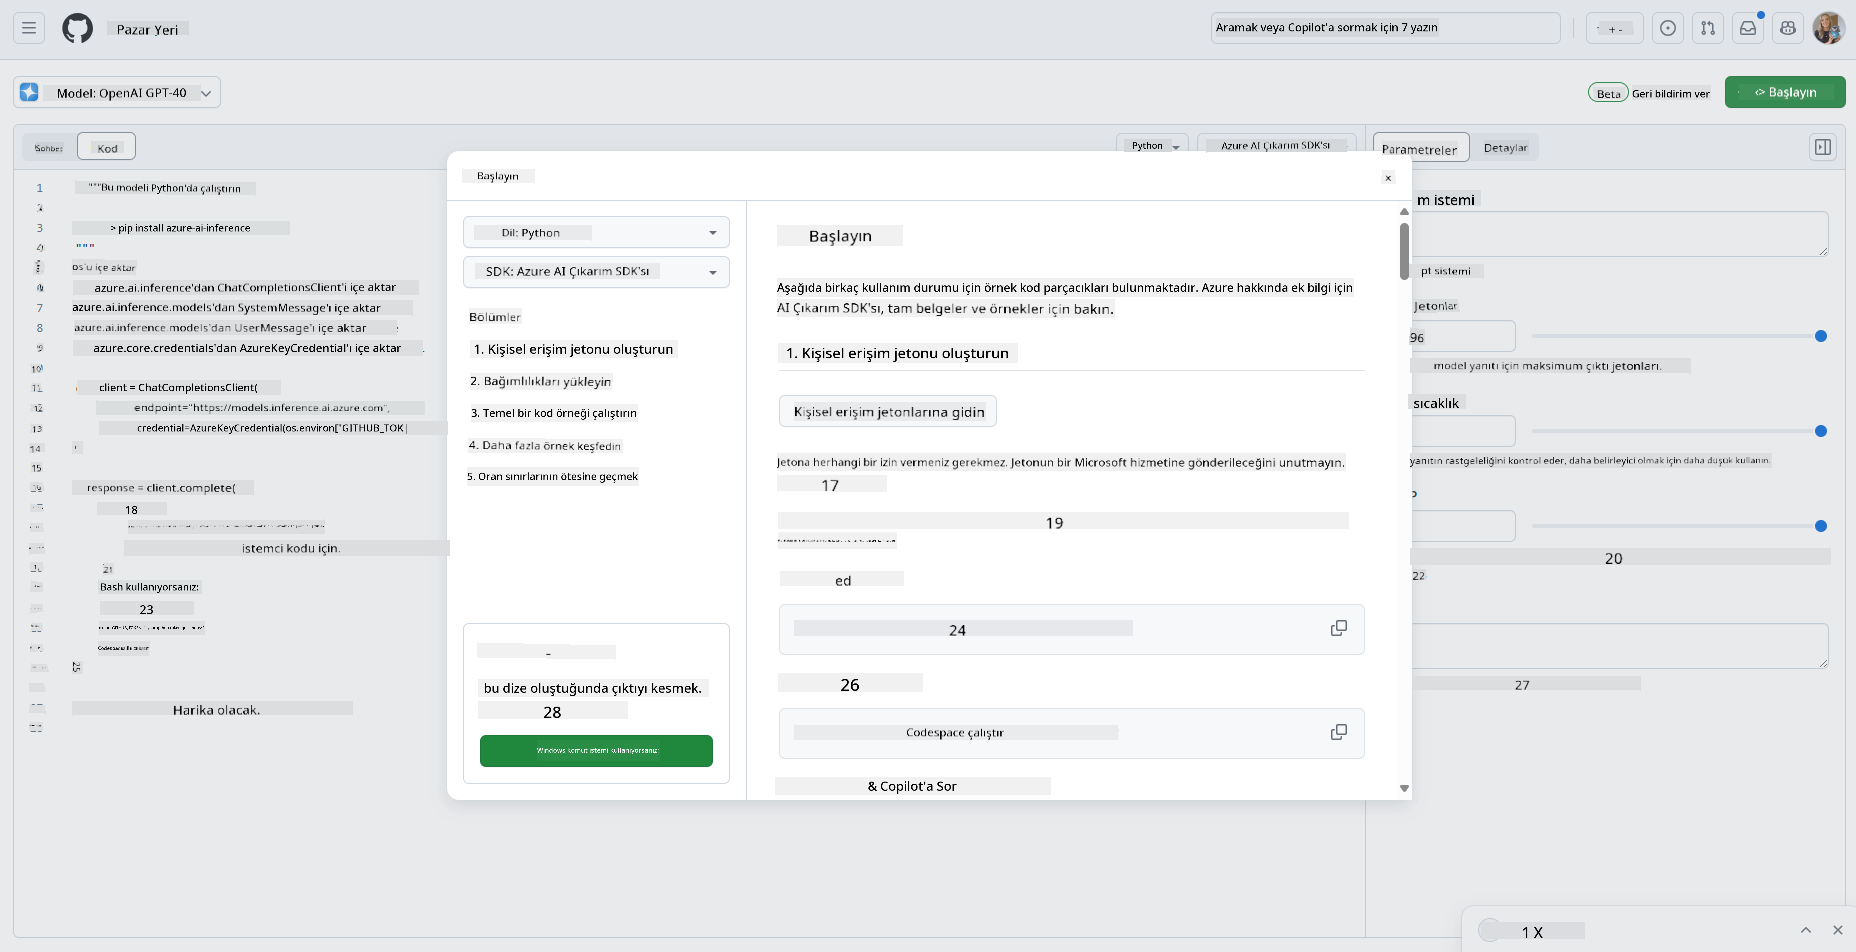 Pazar Yeri
Aramak veya Copilot'a sormak için 7 yazın
+ -
Model: OpenAI GPT-40
Beta
Geri bildirim ver
<> Başlayın
Sohbet
Kod
Python
Azure AI Çıkarım SDK'sı
Parametreler
Detaylar
1 """Bu modeli Python'da çalıştırın
2
3 > pip install azure-ai-inference
4 """
os'u içe aktar
azure.ai.inference'dan ChatCompletionsClient'i içe aktar
7 azure.ai.inference.models'dan SystemMessage'ı içe aktar
8 azure.ai.inference.models'dan UserMessage'ı içe aktar
9 azure.core.credentials'dan AzureKeyCredential'ı içe aktar
10
11 client = ChatCompletionsClient(
12 endpoint="https://models.inference.ai.azure.com",
13 credential=AzureKeyCredential(os.environ["GITHUB_TOK
14
15
response = client.complete(
18
istemci kodu için.
21
Bash kullanıyorsanız:
23
25
Harika olacak.
Başlayın
x
Dil: Python
SDK: Azure AI Çıkarım SDK'sı
Bölümler
1. Kişisel erişim jetonu oluşturun
2. Bağımlılıkları yükleyin
3. Temel bir kod örneği çalıştırın
4. Daha fazla örnek keşfedin
5. Oran sınırlarının ötesine geçmek
-
bu dize oluştuğunda çıktıyı kesmek.
28
Windows komut istemi kullanıyorsanız:
Başlayın
Aşağıda birkaç kullanım durumu için örnek kod parçacıkları bulunmaktadır. Azure hakkında ek bilgi için
AI Çıkarım SDK'sı, tam belgeler ve örnekler için bakın.
1. Kişisel erişim jetonu oluşturun
Kişisel erişim jetonlarına gidin
Jetona herhangi bir izin vermeniz gerekmez. Jetonun bir Microsoft hizmetine gönderileceğini unutmayın.
17
19
ed
24
26
Codespace çalıştır
& Copilot'a Sor
m istemi
pt sistemi
Jetonlar
96
model yanıtı için maksimum çıktı jetonları.
sıcaklık
yanıtın rastgeleliğini kontrol eder, daha belirleyici olmak için daha düşük kullanın.
20
22
27
1 X